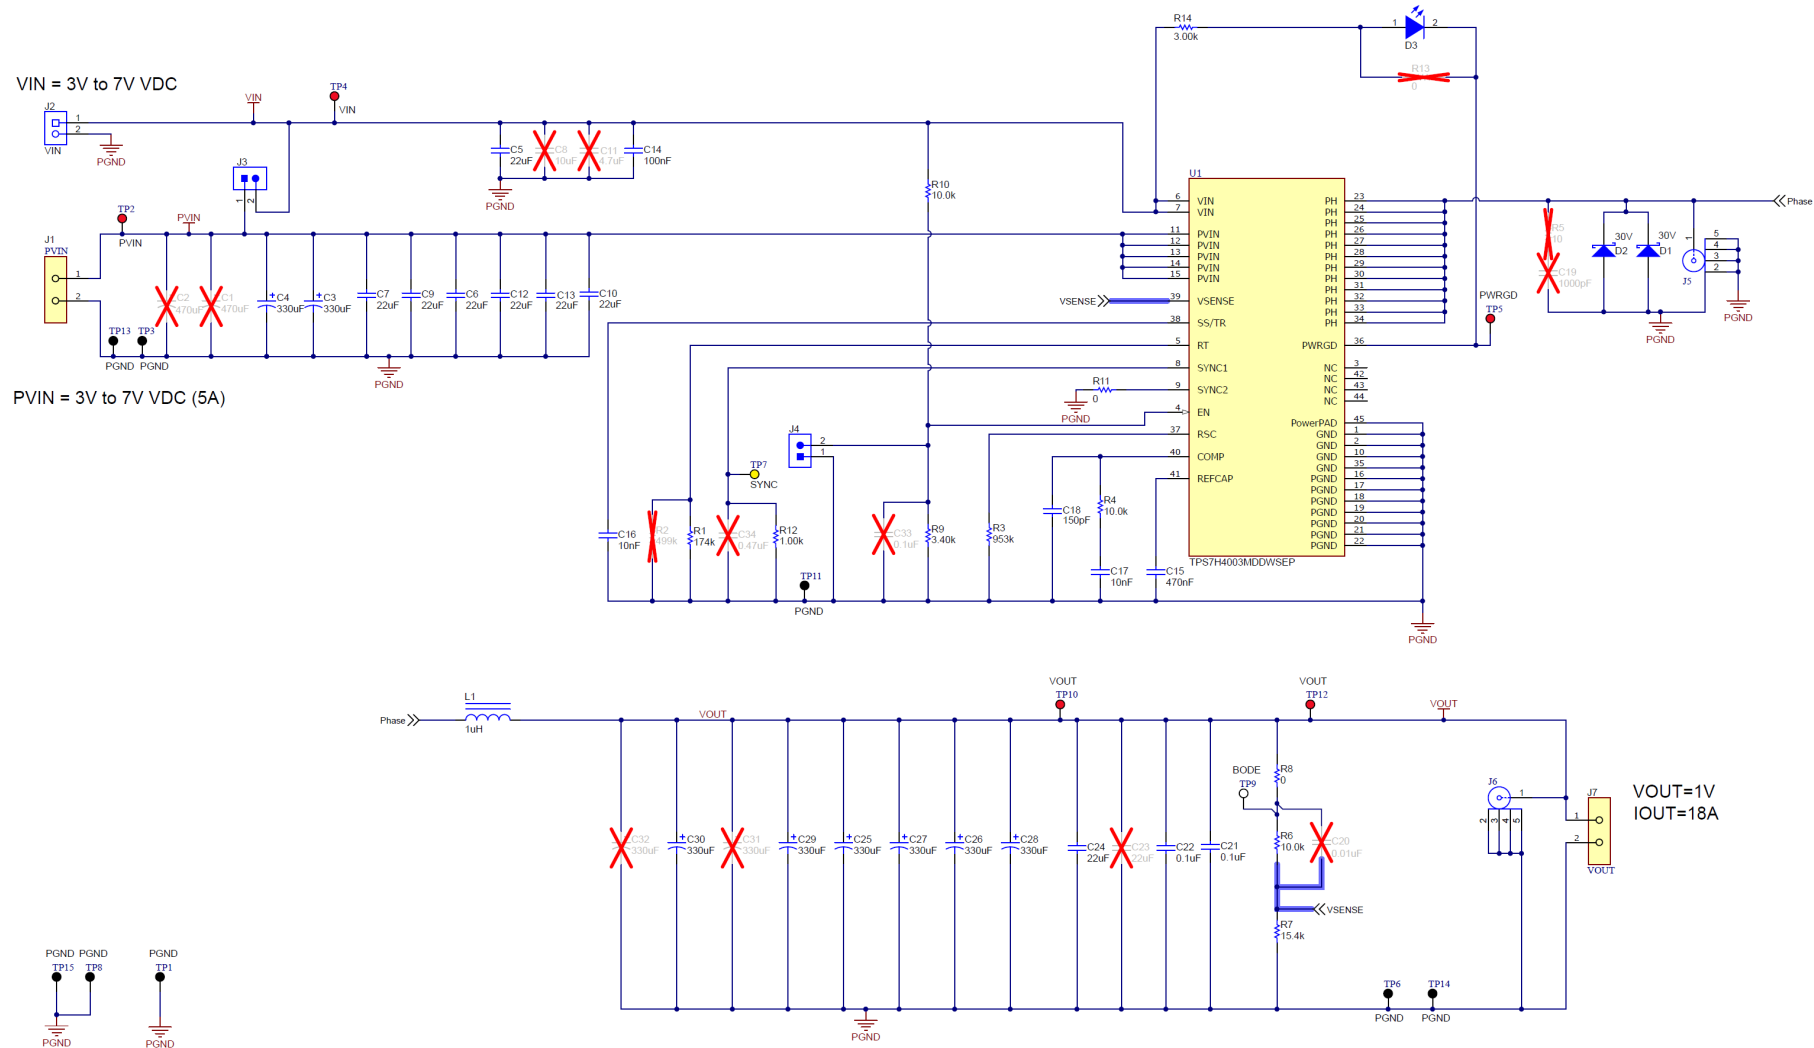 R14
3.00k
1
2
D3
R13
0
VIN = 3V to 7V VDC
J2
1
2
VIN
PGND
VIN
TP4
VIN
C5
22uF
C8
10uF
C11
4.7uF
C14
100nF
PGND
R10
10.0k
J3
1
2
TP2
PVIN
PVIN
J1
PVIN
1
2
C2
470uF
C1
470uF
C4
330uF
C3
330uF
C7
22uF
C9
22uF
C6
22uF
C12
22uF
C13
22uF
C10
22uF
TP13
PGND
TP3
PGND
PGND
PVIN = 3V to 7V VDC (5A)
U1
6 VIN
7 VIN
11 PVIN
12 PVIN
13 PVIN
14 PVIN
15 PVIN
VSENSE
39 VSENSE
38 SS/TR
5 RT
8 SYNC1
9 SYNC2
4 EN
37 RSC
40 COMP
41 REFCAP
PH 23
PH 24
PH 25
PH 26
PH 27
PH 28
PH 29
PH 30
PH 31
PH 32
PH 33
PH 34
PWRGD 36
NC 3
NC 42
NC 43
NC 44
PowerPAD 45
GND 1
GND 2
GND 10
GND 35
PGND 16
PGND 17
PGND 18
PGND 19
PGND 20
PGND 21
PGND 22
TPS7H4003MDDWSEP
Phase
R5
10
C19
1000pF
30V
D2
30V
D1
1
J5
5
4
3
2
PGND
PGND
PWRGD
TP5
R11
0
PGND
J4
2
1
TP7
SYNC
C16
10nF
R2
499k
R1
174k
C34
0.47uF
R12
1.00k
TP11
PGND
C33
0.1uF
R9
3.40k
R3
953k
C18
150pF
R4
10.0k
C17
10nF
C15
470nF
PGND
Phase
L1
1uH
VOUT
VOUT
TP10
VOUT
TP12
VOUT
C32
330uF
C30
330uF
C31
330uF
C29
330uF
C25
330uF
C27
330uF
C26
330uF
C28
330uF
C24
22uF
C23
22uF
C22
0.1uF
C21
0.1uF
BODE
TP9
R8
0
R6
10.0k
C20
0.01uF
VSENSE
R7
15.4k
J6
1
2
3
4
5
J7
1
2
VOUT
VOUT=1V
IOUT=18A
PGND
TP6
PGND
TP14
PGND
PGND PGND
TP15 TP8
PGND
PGND
TP1
PGND